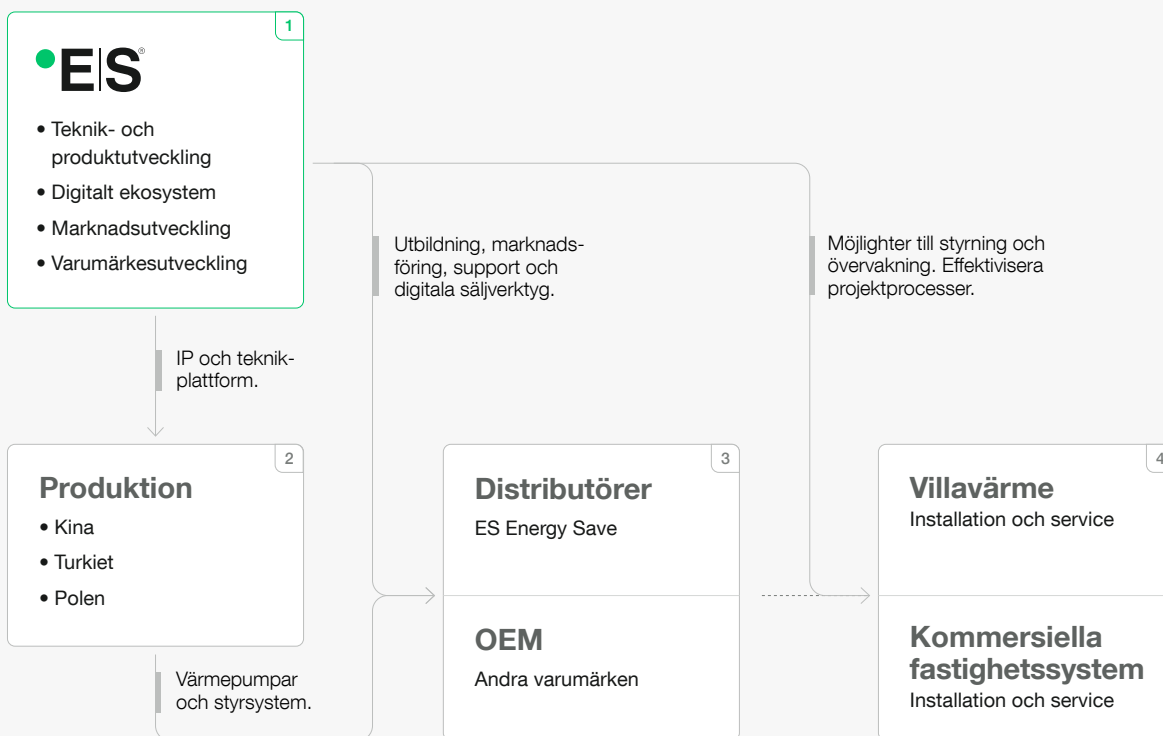 1
E|S®
• Teknik- och
produktutveckling
• Digitalt ekosystem
• Marknadsutveckling
• Varumärkesutveckling
Utbildning, marknads-
föring, support och
digitala säljverktyg.
Möjlighter till styrning och
övervakning. Effektivisera
projektprocesser.
IP och teknik-
plattform.
2
Produktion
• Kina
• Turkiet
• Polen
Värmepumpar
och styrsystem.
3
Distributörer
ES Energy Save
OEM
Andra varumärken
4
Villavärme
Installation och service
Kommersiella
fastighetssystem
Installation och service